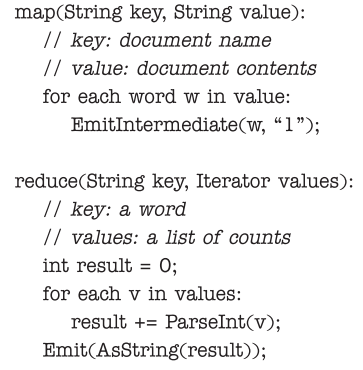 map(String key, String value):
// key: document name
// value: document contents
for each word w in value:
EmitIntermediate(w, “1”);
reduce(String key, Iterator values):
// key: a word
// values: a list of counts
int result = 0;
for each v in values:
result += ParseInt(v);
Emit(AsString(result));